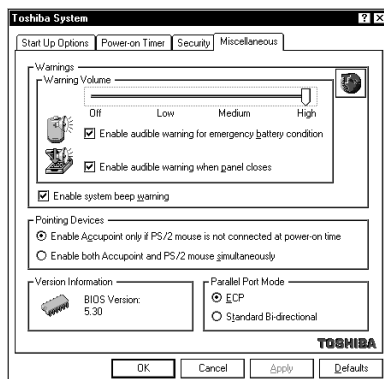 Toshiba System
Start Up Options Power-on Timer Security Miscellaneous
Warnings
Warning Volume
Off Low Medium High
Enable audible warning for emergency battery condition
Enable audible warning when panel closes
Enable system beep warning
Pointing Devices
Enable Accupoint only if PS/2 mouse is not connected at power-on time
Enable both Accupoint and PS/2 mouse simultaneously
Version Information
BIOS Version:
5.30
Parallel Port Mode
ECP
Standard Bi-directional
TOSHIBA
OK Cancel Apply Defaults